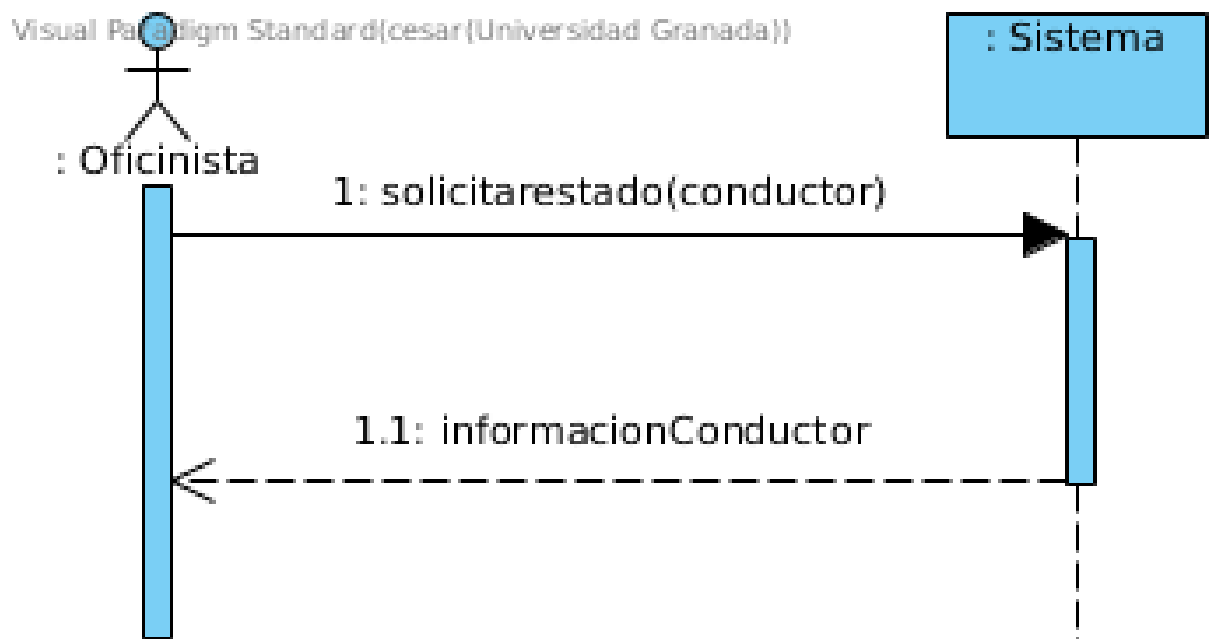 Visual Paradigm Standard(cesar(Universidad Granada))
: Sistema
: Oficinista
1: solicitarestado(conductor)
1.1: informacionConductor